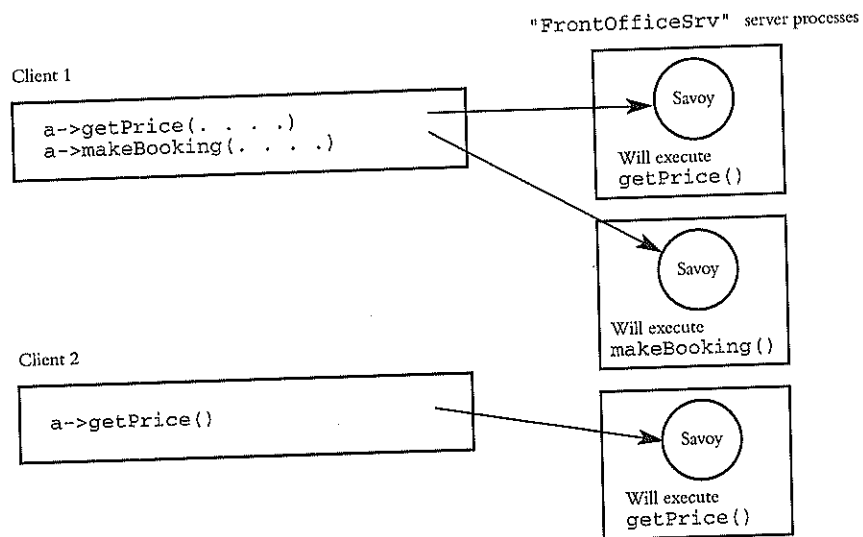 "FrontOfficeSrv" server processes
Client 1
a->getPrice(. . . .)
a->makeBooking(. . . .)
Savoy
Will execute
getPrice()
Savoy
Will execute
makeBooking()
Client 2
a->getPrice()
Savoy
Will execute
getPrice()